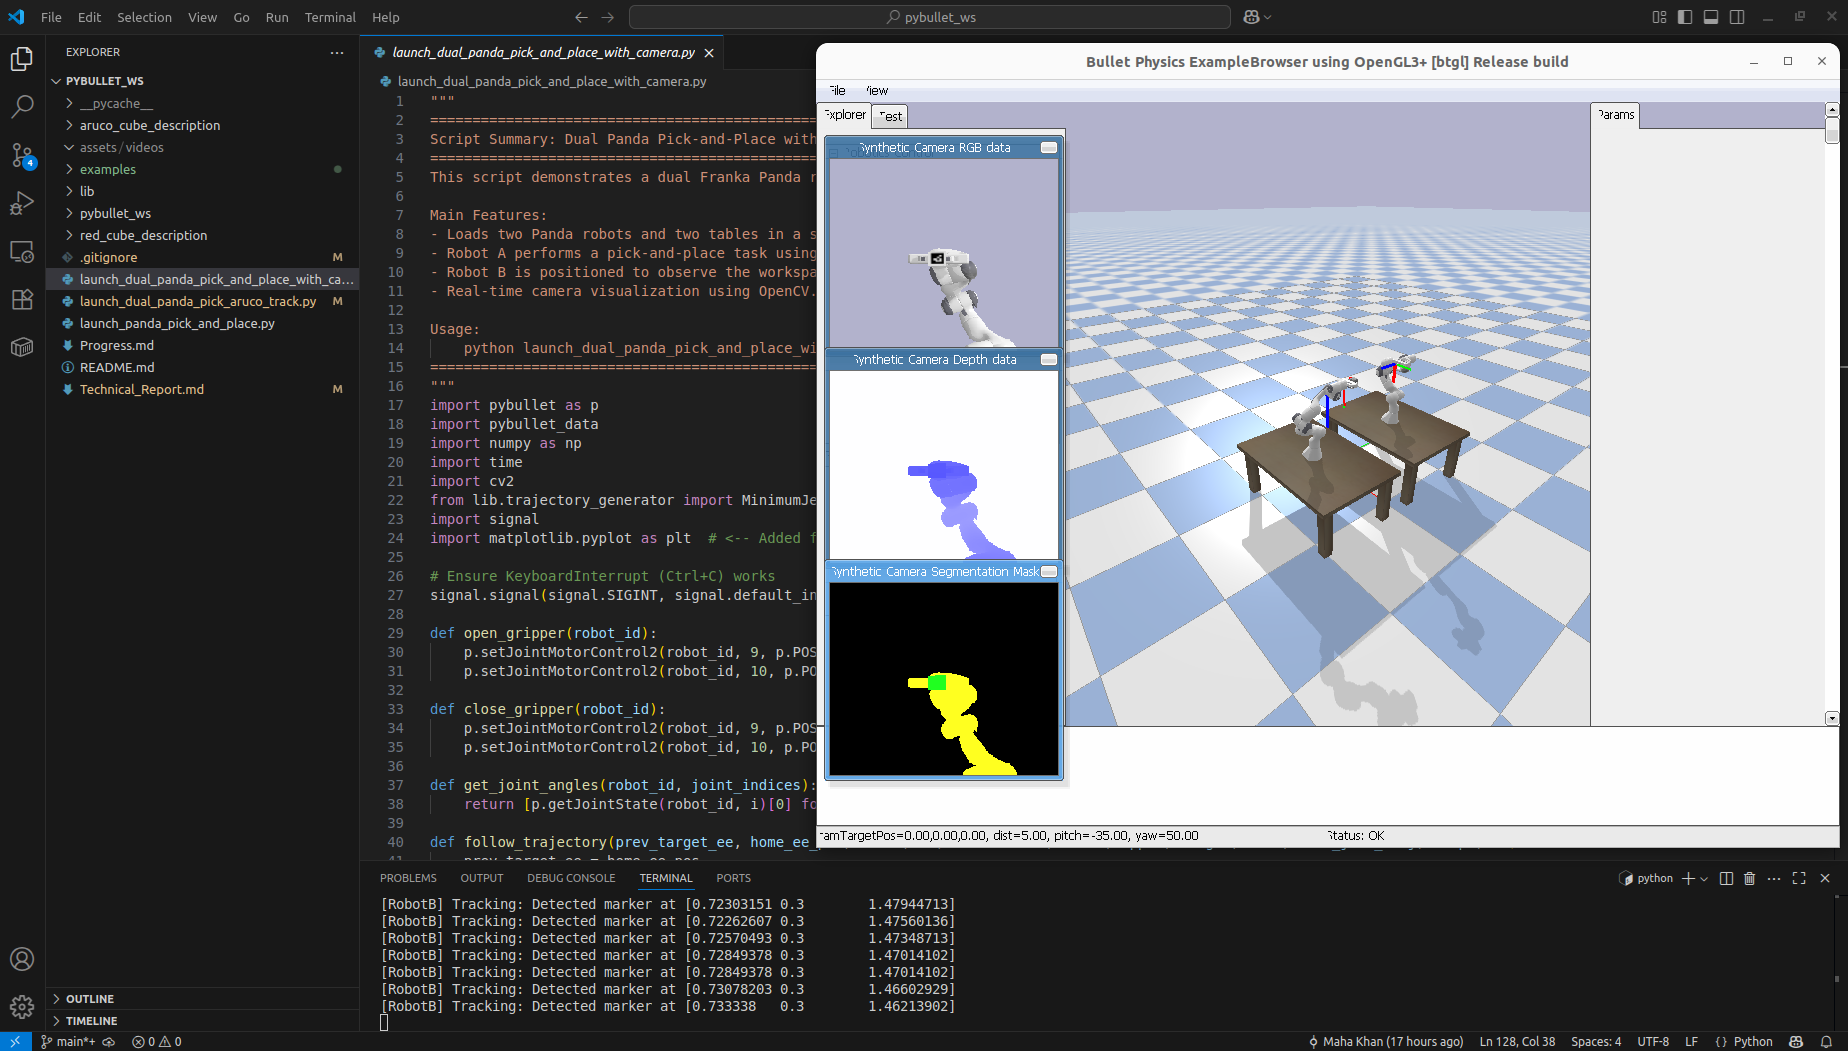 File Edit Selection View Go Run Terminal Help
pybullet_ws
EXPLORER
PYBULLET_WS
__pycache__
aruco_cube_description
assets/videos
examples
lib
pybullet_ws
red_cube_description
.gitignore M
launch_dual_panda_pick_and_place_with_ca...
launch_dual_panda_pick_aruco_track.py M
launch_panda_pick_and_place.py
Progress.md
README.md
Technical_Report.md M
OUTLINE
TIMELINE
4
launch_dual_panda_pick_and_place_with_camera.py
launch_dual_panda_pick_and_place_with_camera.py
1 """
2 ==============================================
3 Script Summary: Dual Panda Pick-and-Place with
4 ==============================================
5 This script demonstrates a dual Franka Panda r
6
7 Main Features:
8 - Loads two Panda robots and two tables in a s
9 - Robot A performs a pick-and-place task using
10 - Robot B is positioned to observe the workspa
11 - Real-time camera visualization using OpenCV.
12
13 Usage:
14 python launch_dual_panda_pick_and_place_wi
15 ==============================================
16 """
17 import pybullet as p
18 import pybullet_data
19 import numpy as np
20 import time
21 import cv2
22 from lib.trajectory_generator import MinimumJe
23 import signal
24 import matplotlib.pyplot as plt # <-- Added f
25
26 # Ensure KeyboardInterrupt (Ctrl+C) works
27 signal.signal(signal.SIGINT, signal.default_in
28
29 def open_gripper(robot_id):
30 p.setJointMotorControl2(robot_id, 9, p.POS
31 p.setJointMotorControl2(robot_id, 10, p.PO
32
33 def close_gripper(robot_id):
34 p.setJointMotorControl2(robot_id, 9, p.POS
35 p.setJointMotorControl2(robot_id, 10, p.PO
36
37 def get_joint_angles(robot_id, joint_indices):
38 return [p.getJointState(robot_id, i)[0] fo
39
40 def follow_trajectory(prev_target_ee, home_ee_
41 prev_target_ee = home_ee_pos
Bullet Physics ExampleBrowser using OpenGL3+ [btgl] Release build
File View
Explorer Test
Params
Synthetic Camera RGB data
Synthetic Camera Depth data
Synthetic Camera Segmentation Mask
camTargetPos=0.00,0.00,0.00, dist=5.00, pitch=-35.00, yaw=50.00
Status: OK
PROBLEMS OUTPUT DEBUG CONSOLE TERMINAL PORTS
python
[RobotB] Tracking: Detected marker at [0.72303151 0.3 1.47944713]
[RobotB] Tracking: Detected marker at [0.72262607 0.3 1.47560136]
[RobotB] Tracking: Detected marker at [0.72570493 0.3 1.47348713]
[RobotB] Tracking: Detected marker at [0.72849378 0.3 1.47014102]
[RobotB] Tracking: Detected marker at [0.72849378 0.3 1.47014102]
[RobotB] Tracking: Detected marker at [0.73078203 0.3 1.46602929]
[RobotB] Tracking: Detected marker at [0.733338 0.3 1.46213902]
main*+ 0 0
Maha Khan (17 hours ago) Ln 128, Col 38 Spaces: 4 UTF-8 LF {} Python